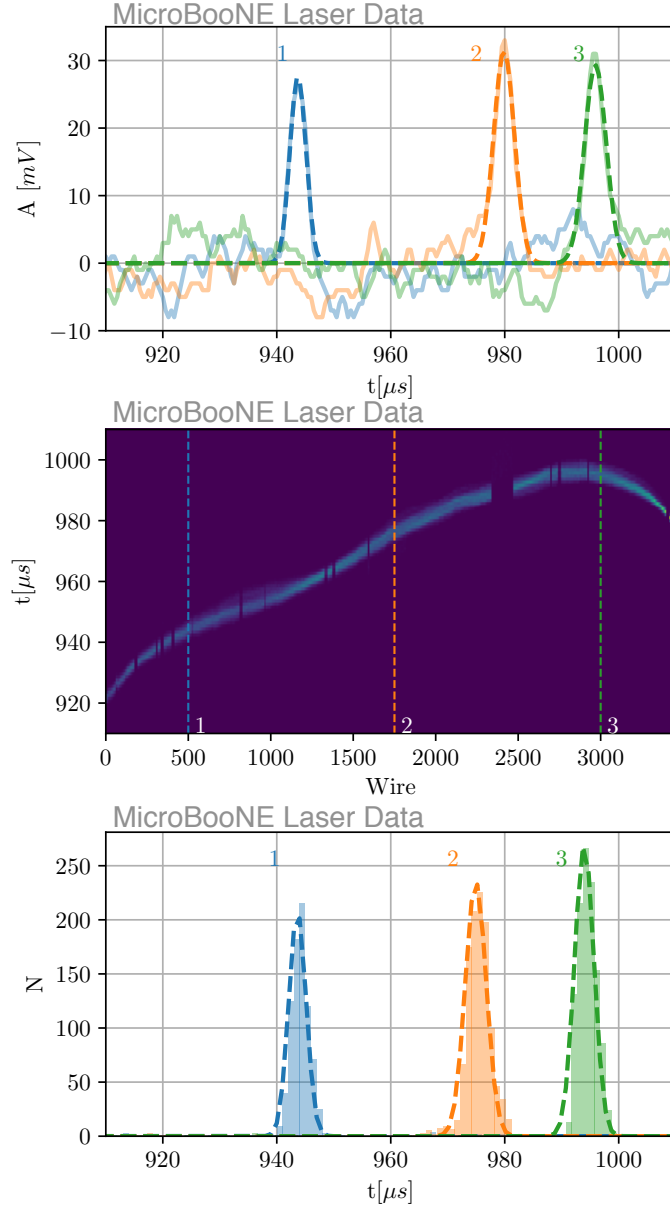 MicroBooNE Laser Data
1 2 3
30
20
10
0
−10
A [mV]
920 940 960 980 1000
t[μs]
MicroBooNE Laser Data
1000
980
960
940
920
t[μs]
1 2 3
0 500 1000 1500 2000 2500 3000
Wire
MicroBooNE Laser Data
1 2 3
250
200
150
100
50
0
N
920 940 960 980 1000
t[μs]